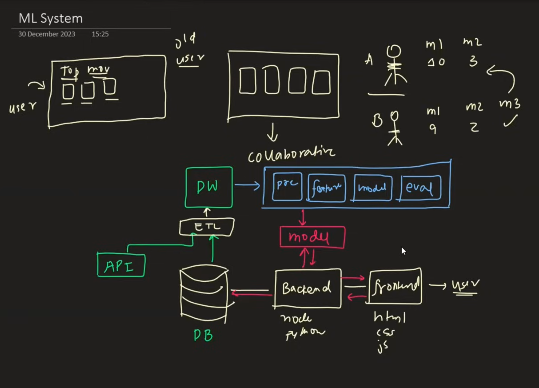 ML System
30 December 2023 15:25
old
user
Top mov
user
A
m1 m2
10 3
B
m1 m2 m3
9 2
collaborative
DW
pre feature model eval
ETL
model
API
Backend
frontend
user
node
python
html
css
js
DB